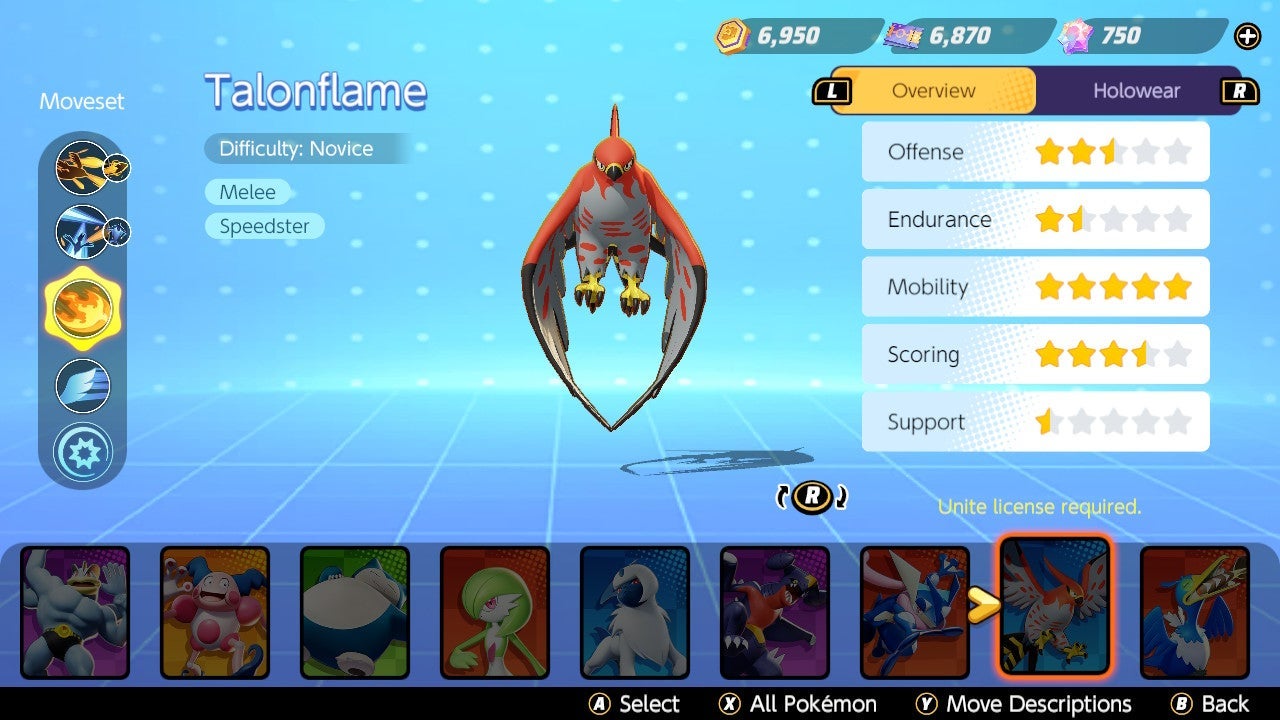 6,950
6,870
750
Moveset
Talonflame
L
Overview
Holowear
R
Difficulty: Novice
Melee
Speedster
Offense
Endurance
Mobility
Scoring
Support
R
Unite license required.
A Select
X All Pokémon
Y Move Descriptions
B Back